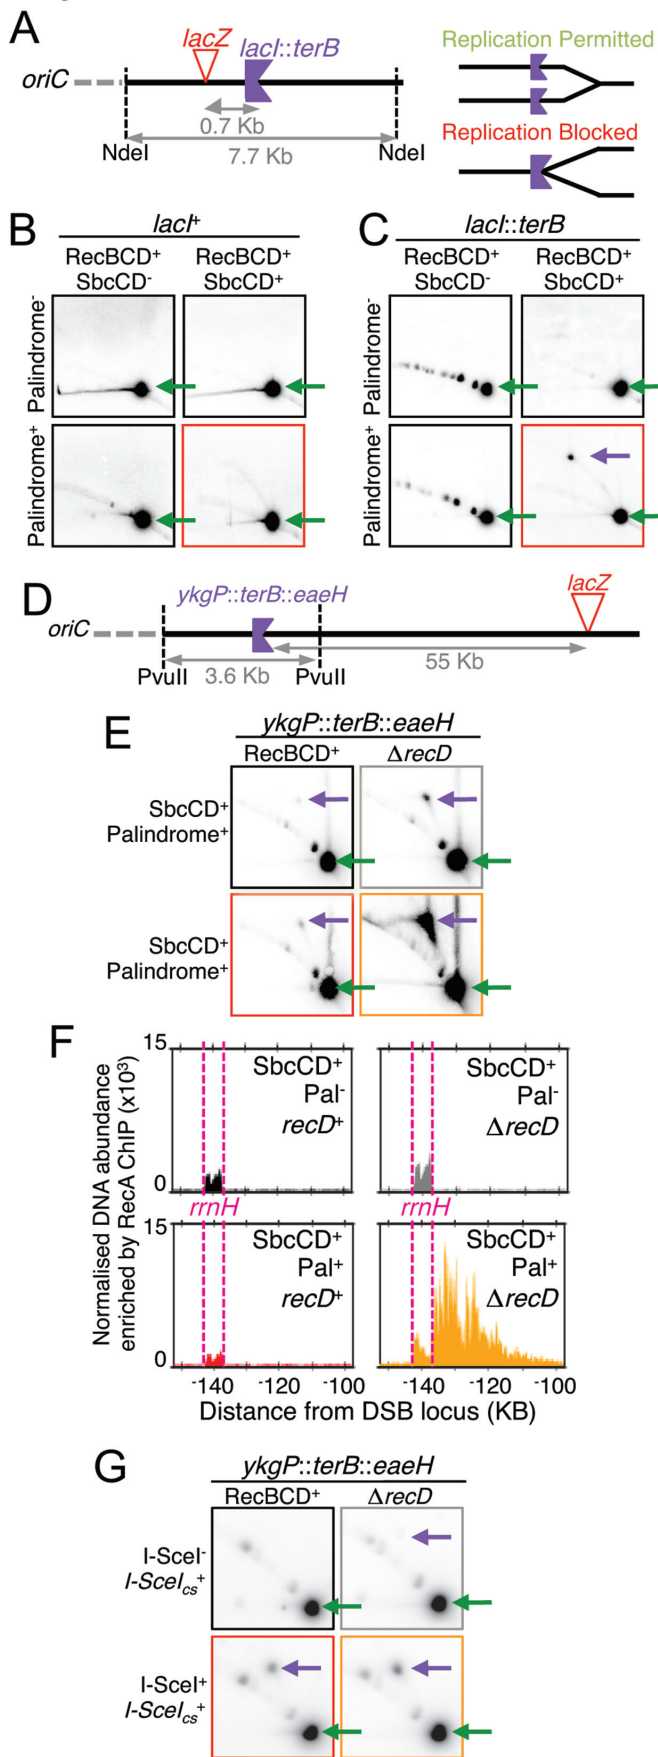 A
lacZ
lacI::terB
oriC
0.7 Kb
7.7 Kb
NdeI
NdeI
Replication Permitted
Replication Blocked
B
lacI+
RecBCD+
SbcCD-
RecBCD+
SbcCD+
Palindrome-
Palindrome+
C
lacI::terB
RecBCD+
SbcCD-
RecBCD+
SbcCD+
Palindrome-
Palindrome+
D
ykgP::terB::eaeH
lacZ
oriC
55 Kb
PvuII
3.6 Kb
PvuII
E
ykgP::terB::eaeH
RecBCD+
ΔrecD
SbcCD+
Palindrome+
SbcCD+
Palindrome+
F
Normalised DNA abundance
enriched by RecA ChIP (x10³)
15
0
SbcCD+
Pal-
recD+
SbcCD+
Pal-
ΔrecD
rrnH
rrnH
15
0
SbcCD+
Pal+
recD+
SbcCD+
Pal+
ΔrecD
-140 -120 -100
-140 -120 -100
Distance from DSB locus (KB)
G
ykgP::terB::eaeH
RecBCD+
ΔrecD
I-SceI-
I-SceIcs+
I-SceI+
I-SceIcs+